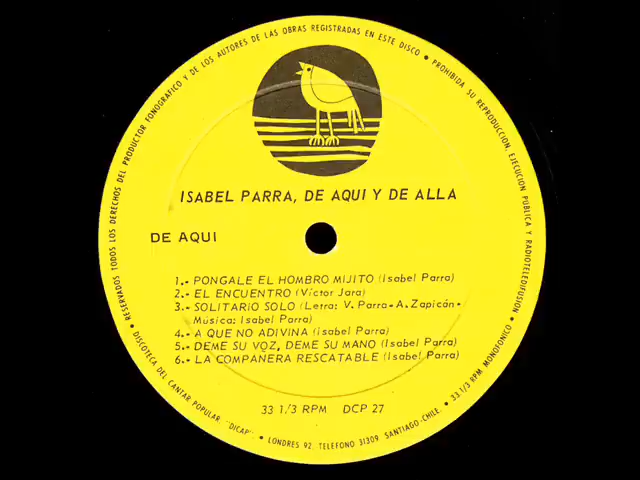 RESERVADOS TODOS LOS DERECHOS DEL PRODUCTOR FONOGRAFICO Y DE LOS AUTORES DE LAS OBRAS REGISTRADAS EN ESTE DISCO • PROHIBIDA SU REPRODUCCION, EJECUCION PUBLICA Y RADIOTELEDIFUSION
ISABEL PARRA, DE AQUI Y DE ALLA
DE AQUI
1.- PONGALE EL HOMBRO MIJITO (Isabel Parra)
2.- EL ENCUENTRO (Víctor Jara)
3.- SOLITARIO SOLO (Letra: V. Parra - A. Zapicán -
Música: Isabel Parra)
4.- A QUE NO ADIVINA (Isabel Parra)
5.- DEME SU VOZ, DEME SU MANO (Isabel Parra)
6.- LA COMPAÑERA RESCATABLE (Isabel Parra)
33 1/3 RPM DCP 27
• DISCOTECA DEL CANTAR POPULAR "DICAP" • LONDRES 92. TELEFONO 31309. SANTIAGO-CHILE. • 33.1/3 RPM. MONOFONICO •